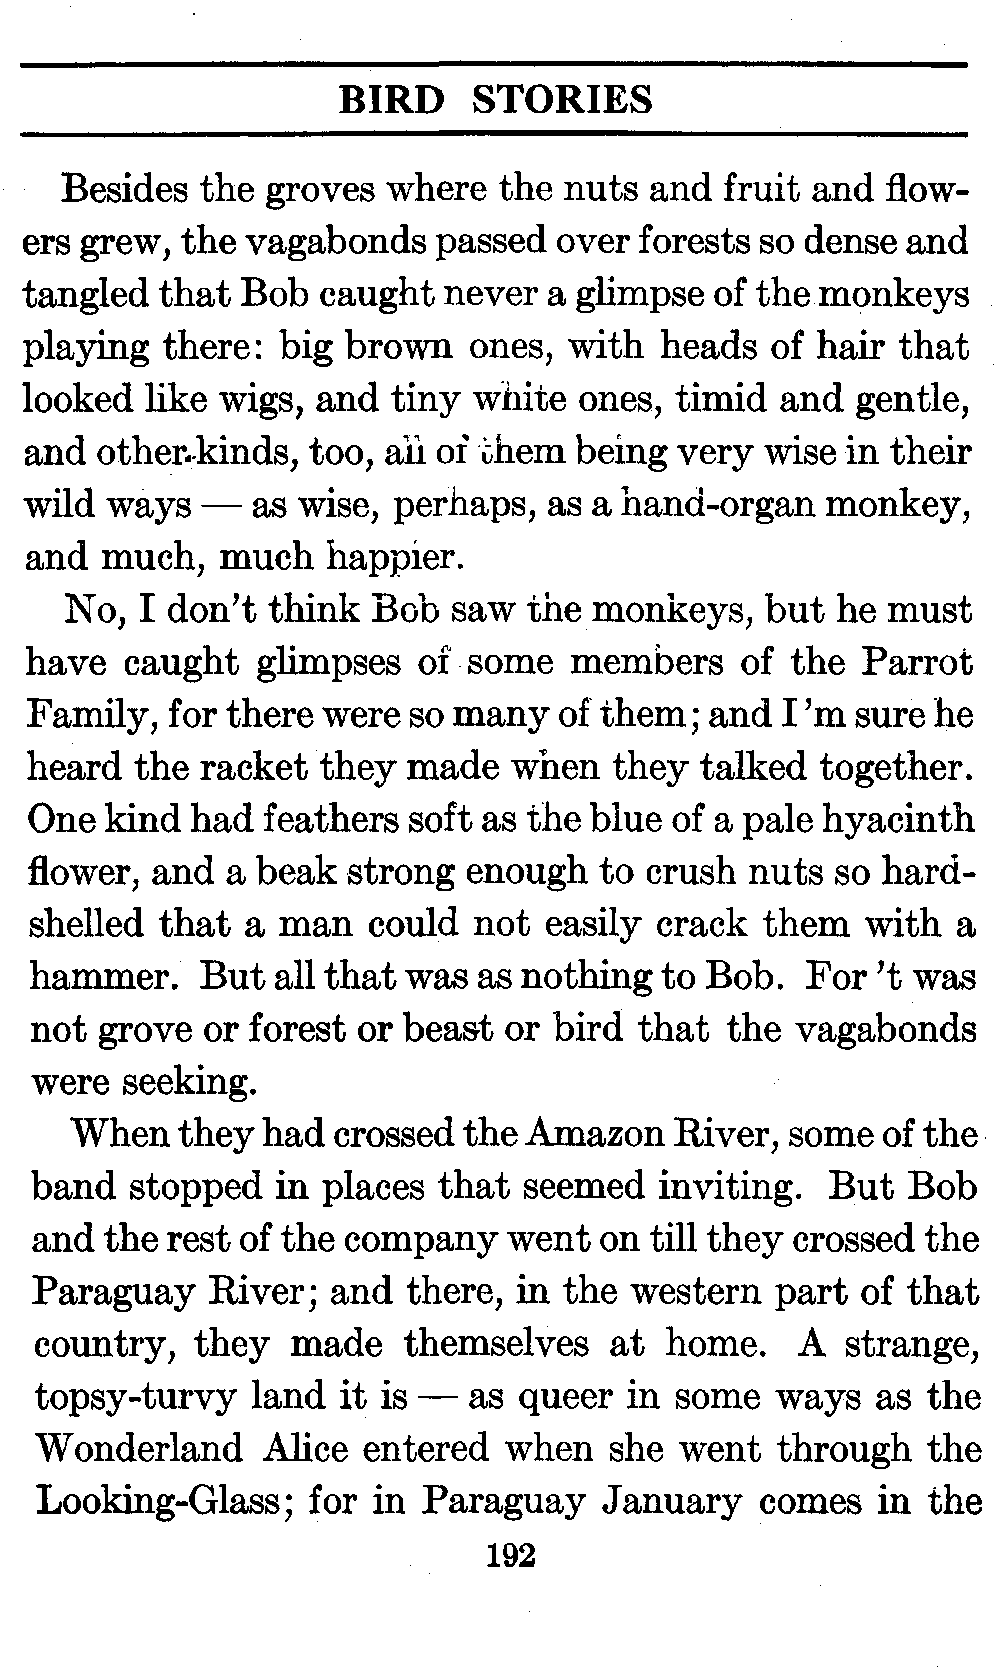 BIRD STORIES
Besides the groves where the nuts and fruit and flow-
ers grew, the vagabonds passed over forests so dense and
tangled that Bob caught never a glimpse of the monkeys
playing there: big brown ones, with heads of hair that
looked like wigs, and tiny white ones, timid and gentle,
and other kinds, too, all of them being very wise in their
wild ways — as wise, perhaps, as a hand-organ monkey,
and much, much happier.
No, I don't think Bob saw the monkeys, but he must
have caught glimpses of some members of the Parrot
Family, for there were so many of them; and I 'm sure he
heard the racket they made when they talked together.
One kind had feathers soft as the blue of a pale hyacinth
flower, and a beak strong enough to crush nuts so hard-
shelled that a man could not easily crack them with a
hammer. But all that was as nothing to Bob. For 't was
not grove or forest or beast or bird that the vagabonds
were seeking.
When they had crossed the Amazon River, some of the
band stopped in places that seemed inviting. But Bob
and the rest of the company went on till they crossed the
Paraguay River; and there, in the western part of that
country, they made themselves at home. A strange,
topsy-turvy land it is — as queer in some ways as the
Wonderland Alice entered when she went through the
Looking-Glass; for in Paraguay January comes in the
192